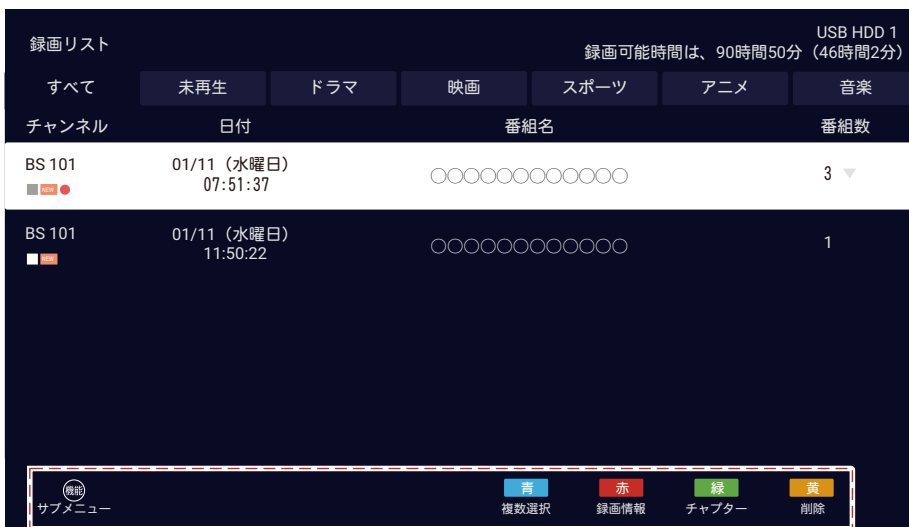 録画リスト
USB HDD 1
録画可能時間は、90時間50分（46時間2分）
すべて 未再生 ドラマ 映画 スポーツ アニメ 音楽
チャンネル 日付 番組名 番組数
BS 101 01/11（水曜日） ○○○○○○○○○○○○ 3 ▼
NEW 07:51:37
BS 101 01/11（水曜日） ○○○○○○○○○○○○ 1
NEW 11:50:22
機能 青 赤 緑 黄
サブメニュー 複数選択 録画情報 チャプター 削除